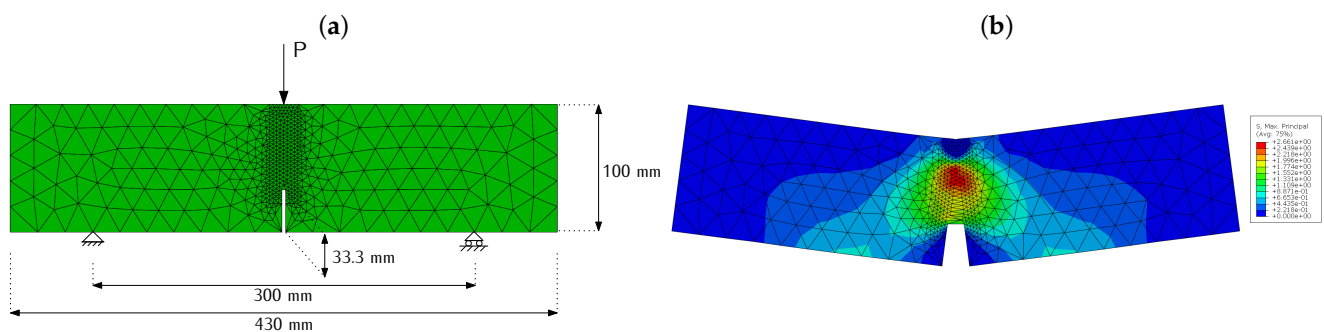 (a)
P
100 mm
33.3 mm
300 mm
430 mm
(b)
S, Max. Principal
(Avg: 75%)
+2.661e+00
+2.439e+00
+2.218e+00
+1.996e+00
+1.774e+00
+1.552e+00
+1.331e+00
+1.109e+00
+8.871e-01
+6.653e-01
+4.435e-01
+2.218e-01
+0.000e+00